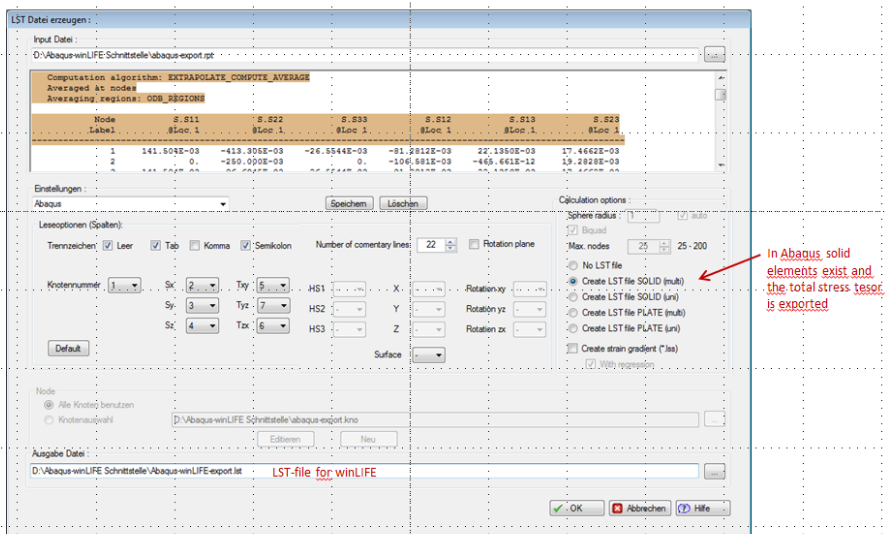 LST Datei erzeugen :
Input Datei :
D:\Abaqus-winLIFE Schnittstelle\abaqus-export.rpt
...
Computation algorithm: EXTRAPOLATE_COMPUTE_AVERAGE
Averaged at nodes
Averaging regions: ODB_REGIONS
Node S.S11 S.S22 S.S33 S.S12 S.S13 S.S23
Label @Loc 1 @Loc 1 @Loc 1 @Loc 1 @Loc 1 @Loc 1
1 141.504E-03 -413.305E-03 -26.5544E-03 -81.2812E-03 22.1350E-03 17.4662E-03
2 0. -250.000E-03 0. -106.581E-03 -465.661E-12 19.2828E-03
Einstellungen :
Abaqus Speichern Löschen
Leseoptionen (Spalten):
Trennzeichen Leer Tab Komma Semikolon Number of comentary lines: 22 Rotation plane
Knotennummer 1 Sx 2 Txy 5 HS1 - X - Rotation xy -
Sy 3 Tyz 7 HS2 - Y - Rotation yz -
Sz 4 Tzx 6 HS3 - Z - Rotation zx -
Default
Surface -
Calculation options :
Sphere radius : 1 auto
Biquad
Max. nodes 25 25 - 200
No LST file
Create LST file SOLID (multi)
Create LST file SOLID (uni)
Create LST file PLATE (multi)
Create LST file PLATE (uni)
Create strain gradient (*.lss)
With regression
In Abaqus solid
elements exist and
the total stress tesor
is exported
Node
Alle Knoten benutzen
Knotenauswahl D:\Abaqus-winLIFE Schnittstelle\abaqus-export.kno ...
Editieren Neu
Ausgabe Datei :
D:\Abaqus-winLIFE Schnittstelle\Abaqus-winLIFE-export.lst LST-file for winLIFE ...
OK Abbrechen Hilfe